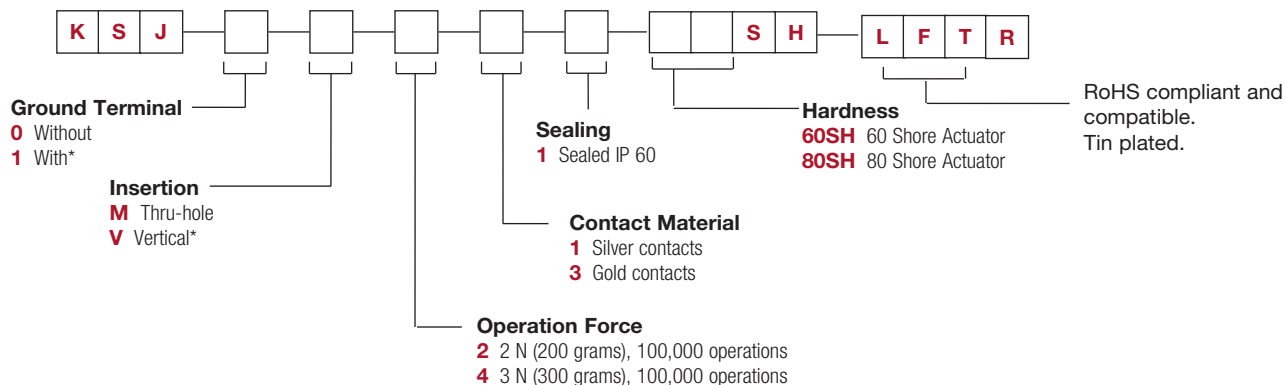 K S J S H L F T R
Ground Terminal
0 Without
1 With*
Insertion
M Thru-hole
V Vertical*
Operation Force
2 2 N (200 grams), 100,000 operations
4 3 N (300 grams), 100,000 operations
Contact Material
1 Silver contacts
3 Gold contacts
Sealing
1 Sealed IP 60
Hardness
60SH 60 Shore Actuator
80SH 80 Shore Actuator
RoHS compliant and
compatible.
Tin plated.